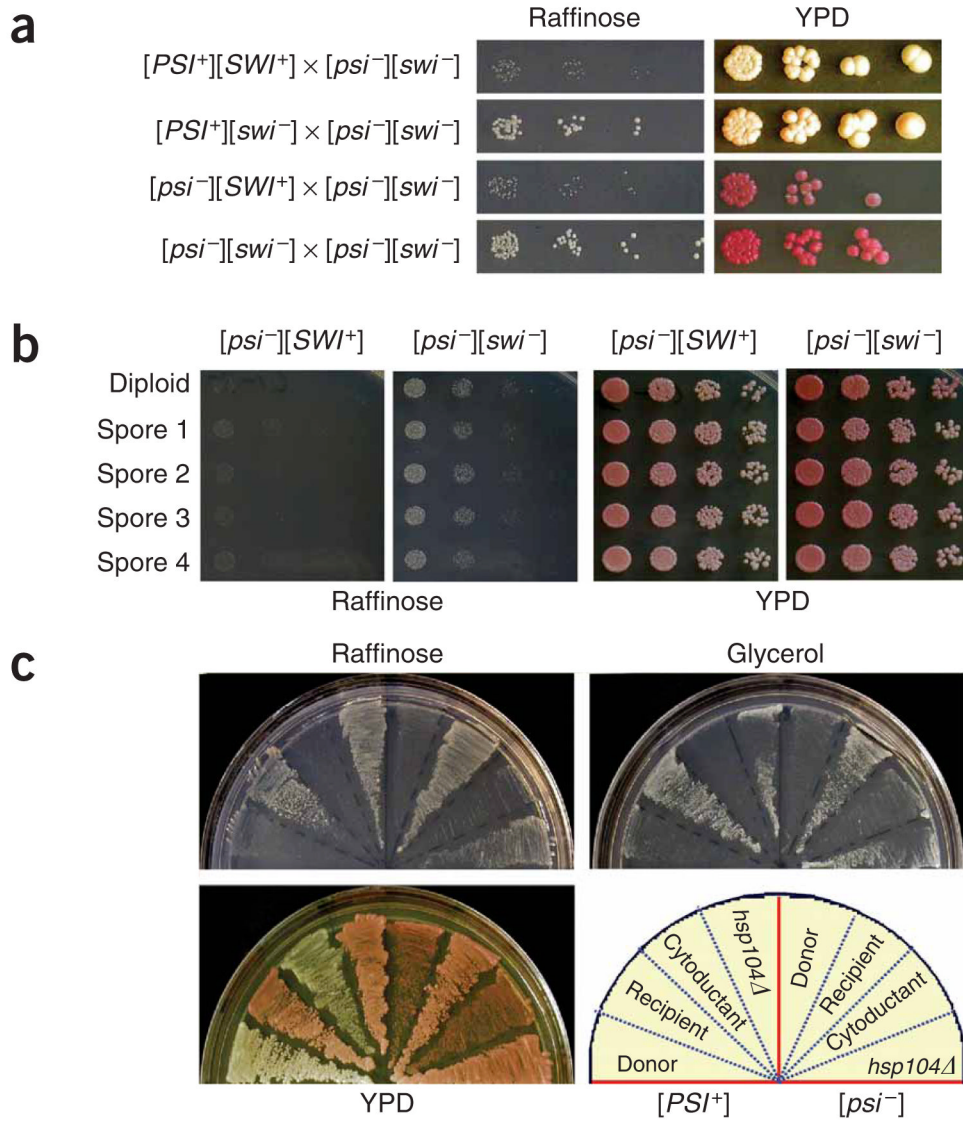 a
Raffinose YPD
[PSI⁺][SWI⁺] × [psi⁻][swi⁻]
[PSI⁺][swi⁻] × [psi⁻][swi⁻]
[psi⁻][SWI⁺] × [psi⁻][swi⁻]
[psi⁻][swi⁻] × [psi⁻][swi⁻]
b
[psi⁻][SWI⁺] [psi⁻][swi⁻] [psi⁻][SWI⁺] [psi⁻][swi⁻]
Diploid
Spore 1
Spore 2
Spore 3
Spore 4
Raffinose YPD
c
Raffinose Glycerol
Donor
Recipient
Cytoductant
hsp104Δ
Donor
Recipient
Cytoductant
hsp104Δ
YPD [PSI⁺] [psi⁻]